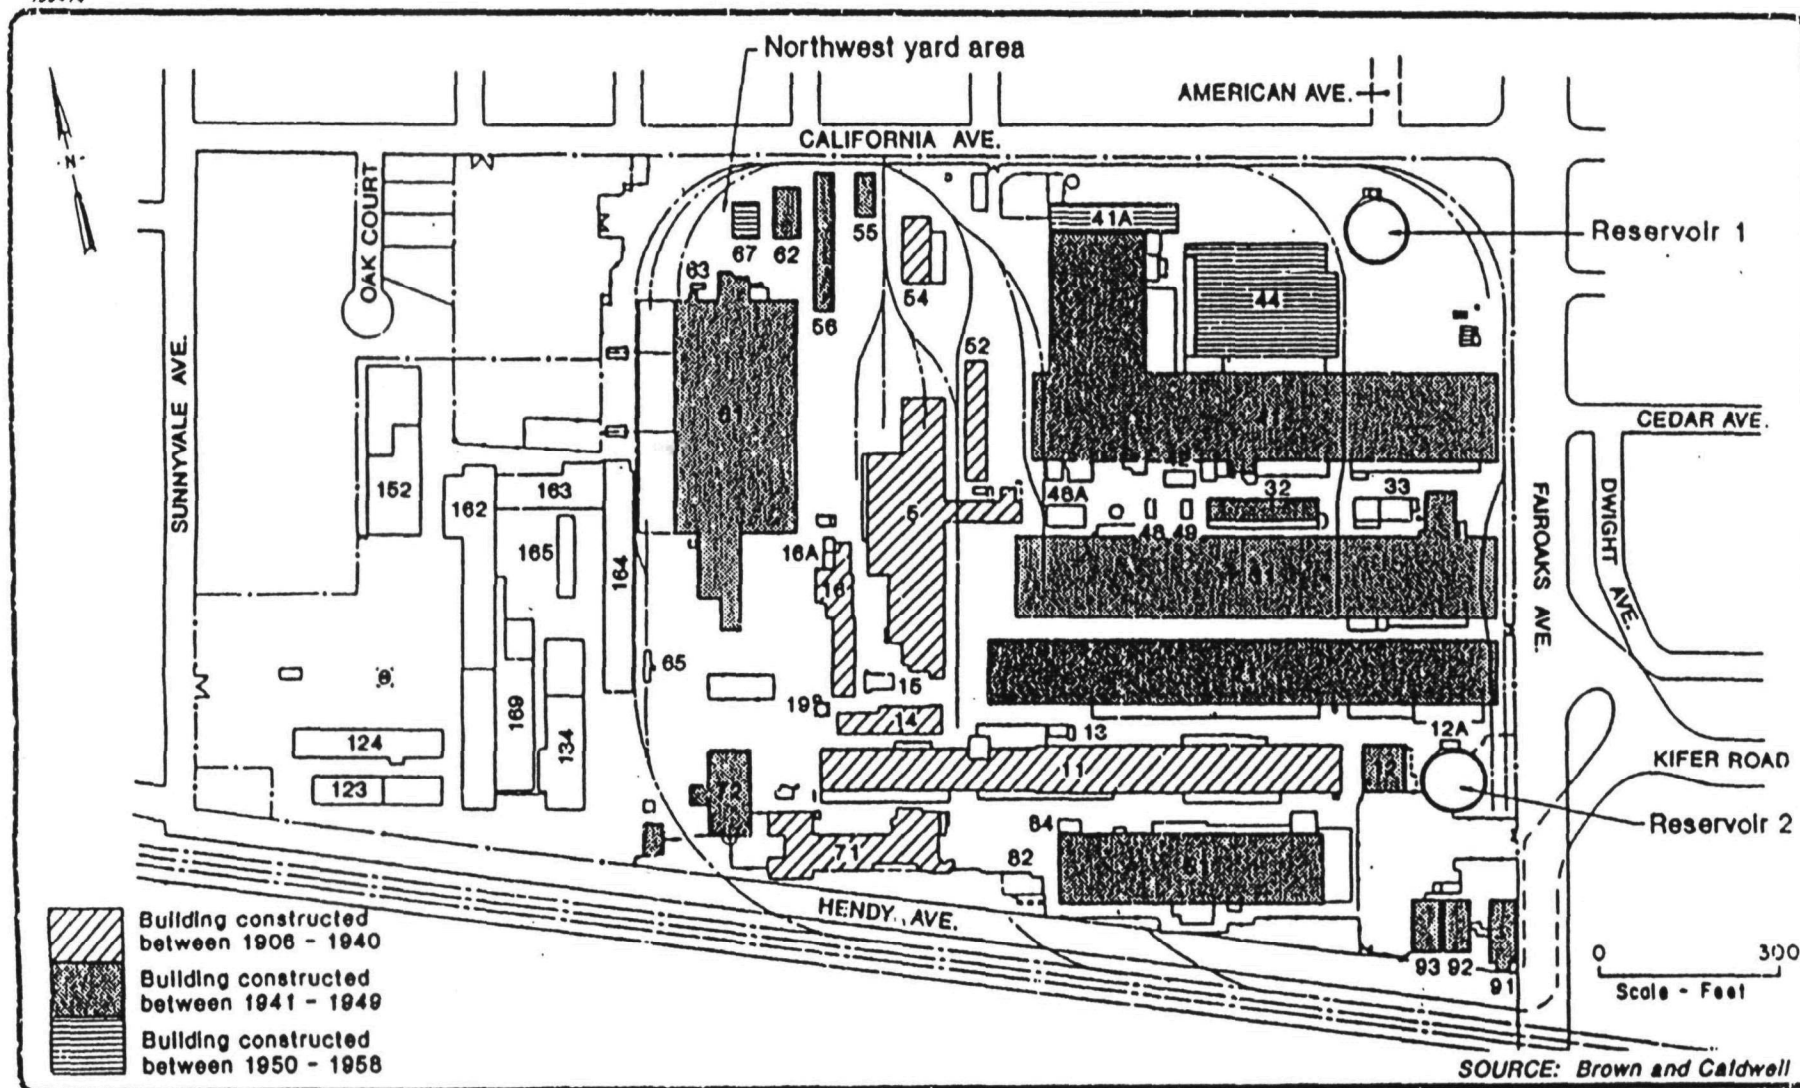 Northwest yard area
AMERICAN AVE.
CALIFORNIA AVE.
OAK COURT
N
41A
Reservoir 1
67
62
55
63
54
44
56
52
SUNNYVALE AVE.
61
CEDAR AVE.
152
162
163
46A
32
33
FAIROAKS AVE.
DWIGHT AVE.
165
164
5
48
49
16A
16
31
65
15
19
14
169
134
124
13
12A
KIFER ROAD
123
72
11
12
84
Reservoir 2
71
82
HENDY AVE.
93
92
91
Building constructed
between 1906 - 1940
Building constructed
between 1941 - 1949
Building constructed
between 1950 - 1958
0
300
Scale - Feet
SOURCE: Brown and Caldwell